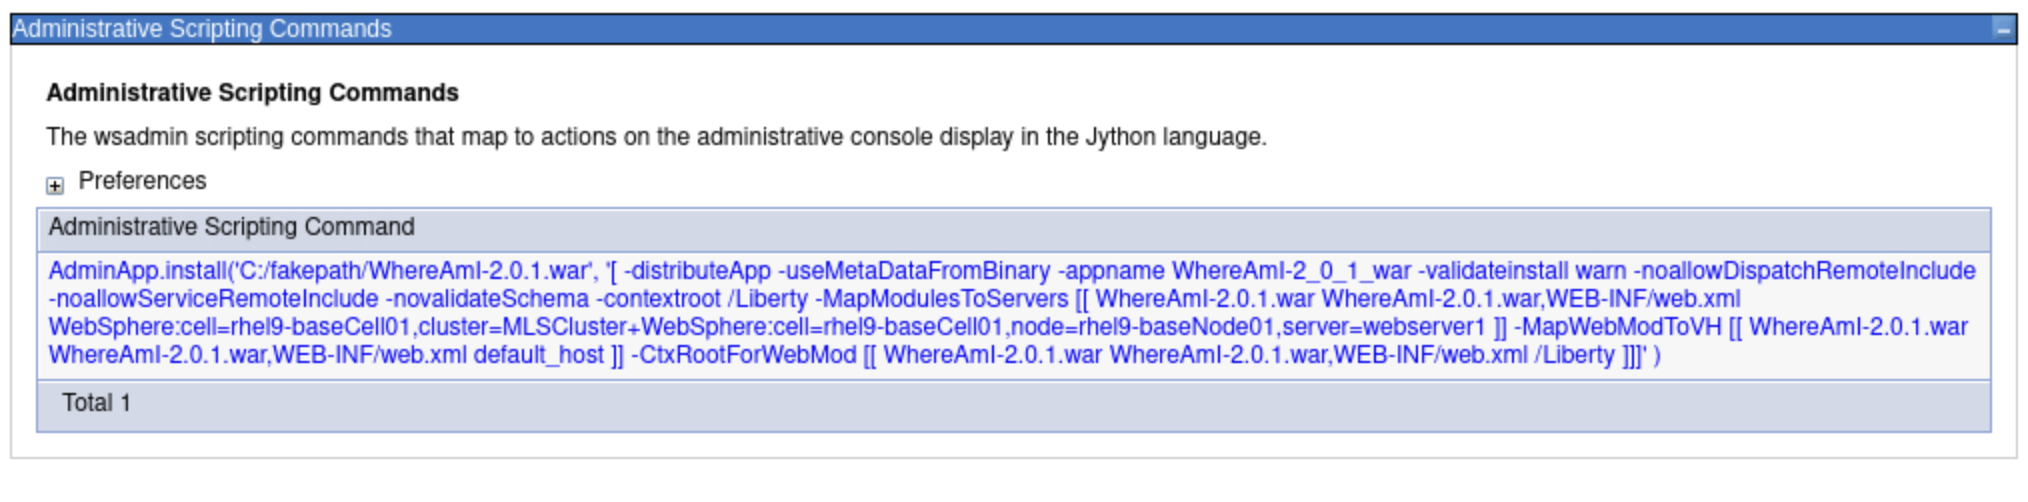 Administrative Scripting Commands
Administrative Scripting Commands
The wsadmin scripting commands that map to actions on the administrative console display in the Jython language.
Preferences
Administrative Scripting Command
AdminApp.install('C:/fakepath/WhereAmI-2.0.1.war', '[ -distributeApp -useMetaDataFromBinary -appname WhereAmI-2_0_1_war -validateinstall warn -noallowDispatchRemoteInclude
-noallowServiceRemoteInclude -novalidateSchema -contextroot /Liberty -MapModulesToServers [[ WhereAmI-2.0.1.war WhereAmI-2.0.1.war,WEB-INF/web.xml
WebSphere:cell=rhel9-baseCell01,cluster=MLSCluster+WebSphere:cell=rhel9-baseCell01,node=rhel9-baseNode01,server=webserver1 ]] -MapWebModToVH [[ WhereAmI-2.0.1.war
WhereAmI-2.0.1.war,WEB-INF/web.xml default_host ]] -CtxRootForWebMod [[ WhereAmI-2.0.1.war WhereAmI-2.0.1.war,WEB-INF/web.xml /Liberty ]]]' )
Total 1